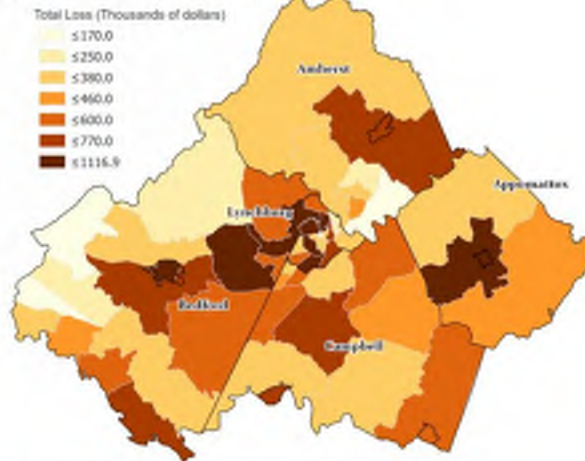 Total Loss (Thousands of dollars)
≤170.0
≤250.0
≤380.0
≤460.0
≤600.0
≤770.0
≤1116.9
Amherst
Appomattox
Lynchburg
Bedford
Campbell